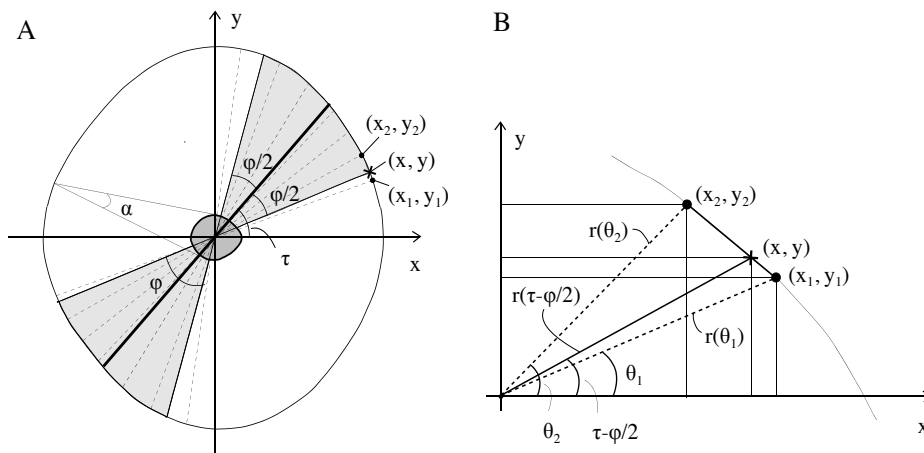 A
y
(x₂, y₂)
(x, y)
(x₁, y₁)
φ/2
φ/2
α
τ
x
φ
B
y
(x₂, y₂)
r(θ₂)
(x, y)
(x₁, y₁)
r(τ-φ/2)
r(θ₁)
θ₁
θ₂
τ-φ/2
x